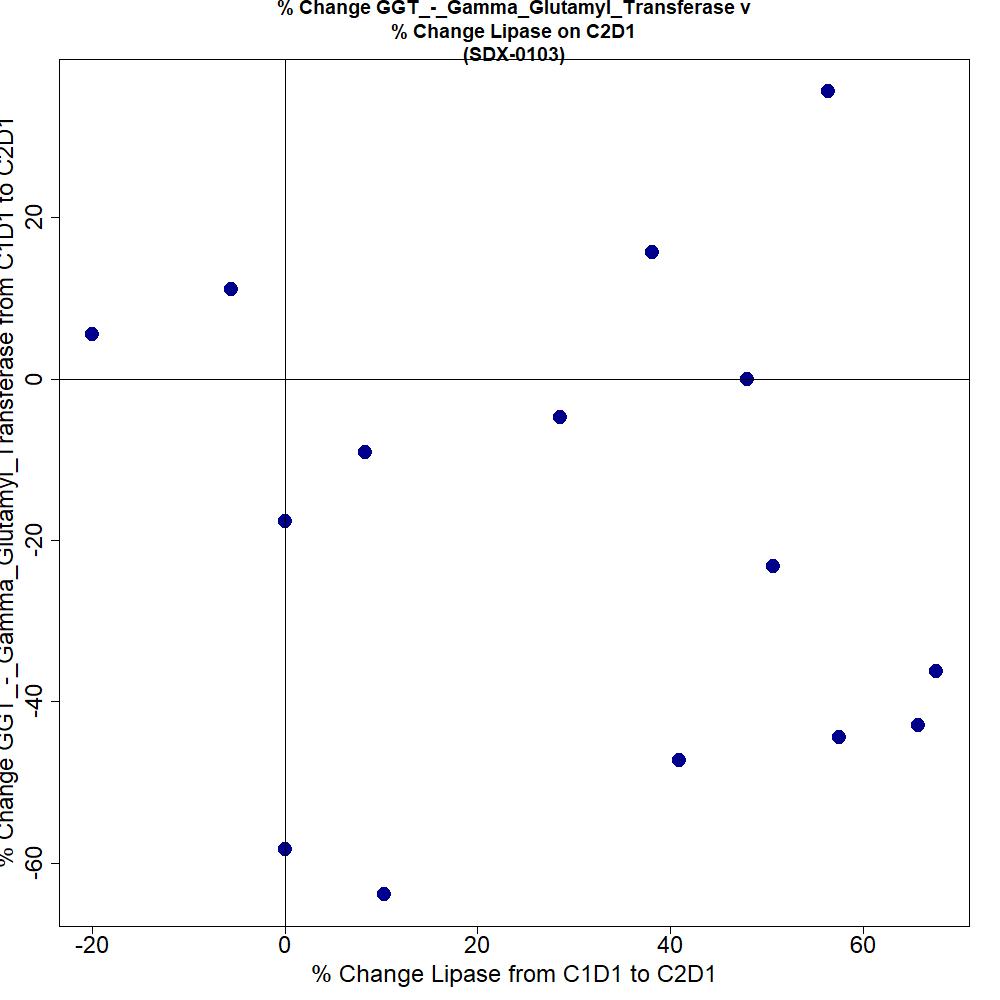 % Change GGT_-_Gamma_Glutamyl_Transferase v
% Change Lipase on C2D1
(SDX-0103)
% Change GGT_-_Gamma_Glutamyl_Transferase from C1D1 to C2D1
20
0
-20
-40
-60
-20
0
20
40
60
% Change Lipase from C1D1 to C2D1